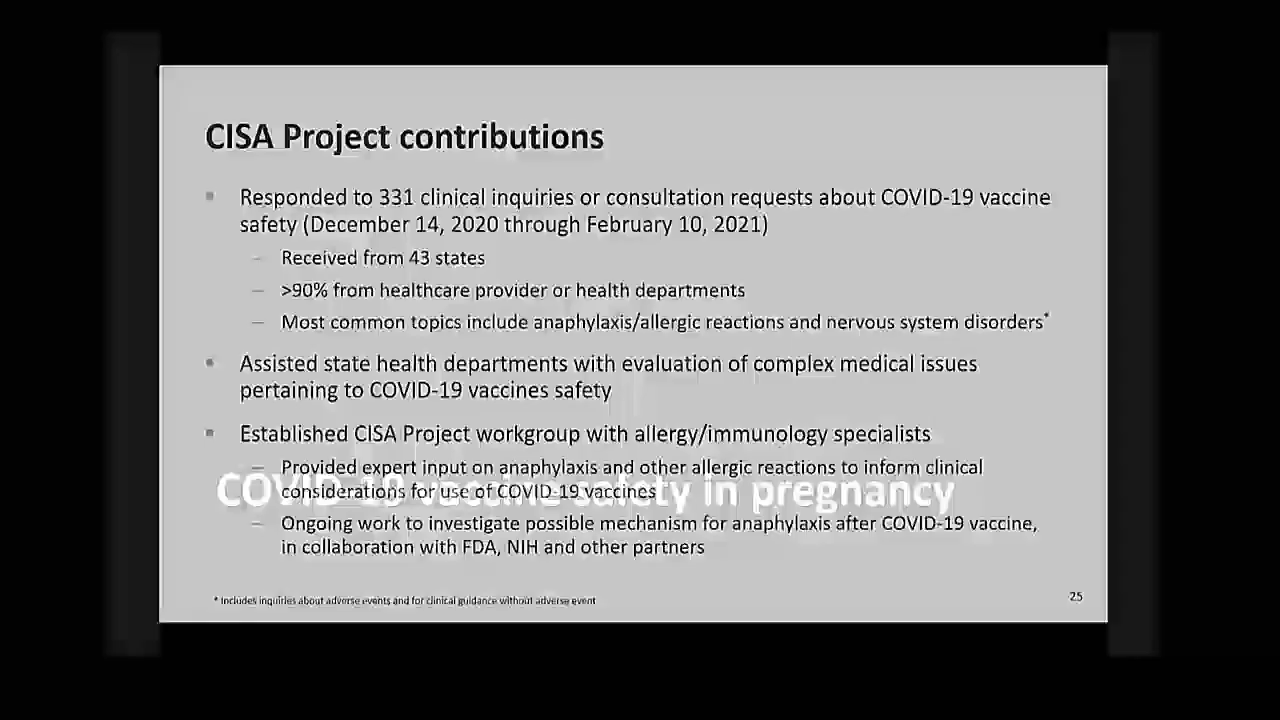 CISA Project contributions
Responded to 331 clinical inquiries or consultation requests about COVID-19 vaccine
safety (December 14, 2020 through February 10, 2021)
– Received from 43 states
– >90% from healthcare provider or health departments
– Most common topics include anaphylaxis/allergic reactions and nervous system disorders*
Assisted state health departments with evaluation of complex medical issues
pertaining to COVID-19 vaccines safety
Established CISA Project workgroup with allergy/immunology specialists
– Provided expert input on anaphylaxis and other allergic reactions to inform clinical
considerations for use of COVID-19 vaccines
COVID-19 vaccine safety in pregnancy
– Ongoing work to investigate possible mechanism for anaphylaxis after COVID-19 vaccine,
in collaboration with FDA, NIH and other partners
* Includes inquiries about adverse events and for clinical guidance without adverse event
25